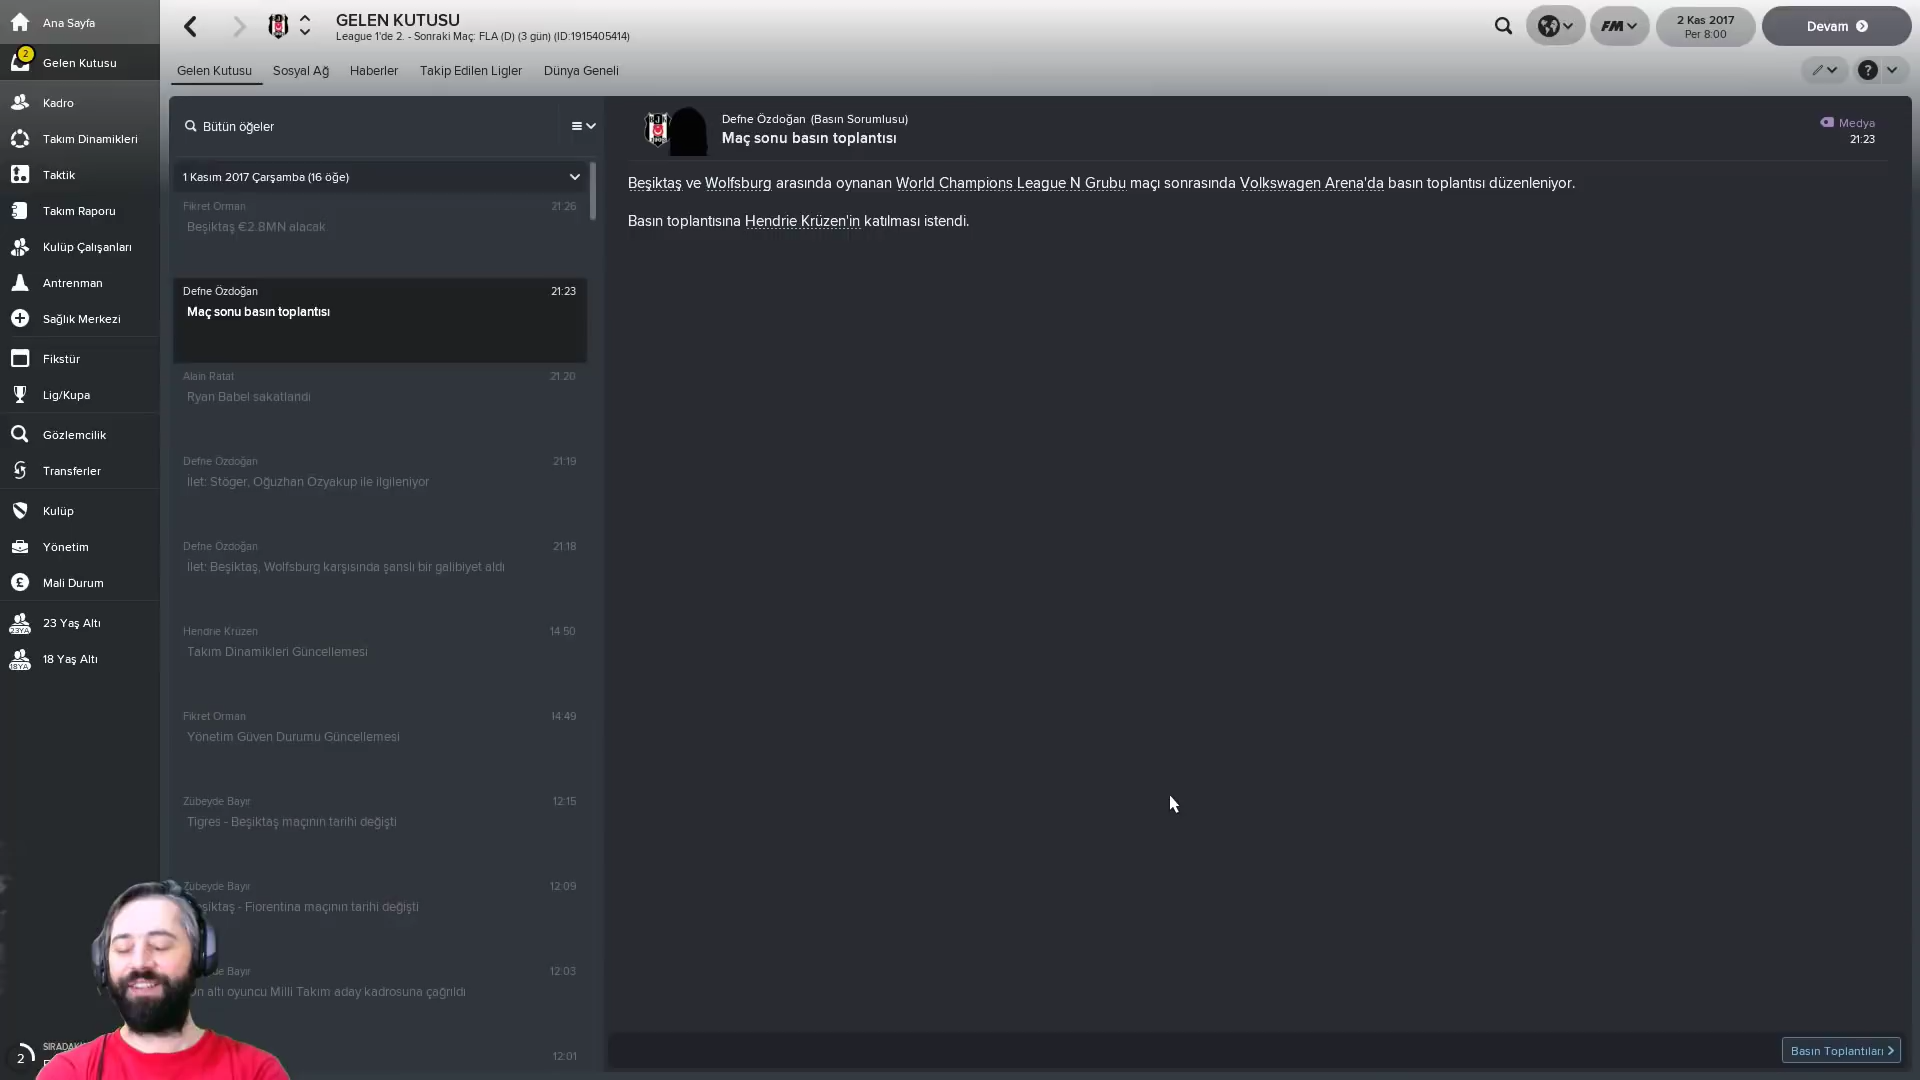 Ana Sayfa
2
Gelen Kutusu
Kadro
Takım Dinamikleri
Taktik
Takım Raporu
Kulüp Çalışanları
Antrenman
Sağlık Merkezi
Fikstür
Lig/Kupa
Gözlemcilik
Transferler
Kulüp
Yönetim
Mali Durum
23YA
23 Yaş Altı
18YA
18 Yaş Altı
2
GELEN KUTUSU
League 1'de 2. - Sonraki Maç: FLA (D) (3 gün) (ID:1915405414)
FM
2 Kas 2017
Per 8:00
Devam
Gelen Kutusu Sosyal Ağ Haberler Takip Edilen Ligler Dünya Geneli
?
Bütün öğeler
1 Kasım 2017 Çarşamba (16 öğe)
Fikret Orman 21:26
Beşiktaş €2.8MN alacak
Defne Özdoğan 21:23
Maç sonu basın toplantısı
Alain Ratat 21:20
Ryan Babel sakatlandı
Defne Özdoğan 21:19
İlet: Stöger, Oğuzhan Özyakup ile ilgileniyor
Defne Özdoğan 21:18
İlet: Beşiktaş, Wolfsburg karşısında şanslı bir galibiyet aldı
Hendrie Krüzen 14:50
Takım Dinamikleri Güncellemesi
Fikret Orman 14:49
Yönetim Güven Durumu Güncellemesi
Zübeyde Bayır 12:15
Tigres - Beşiktaş maçının tarihi değişti
Zübeyde Bayır 12:09
Fiorentina maçının tarihi değişti
Bayır 12:03
altı oyuncu Milli Takım aday kadrosuna çağrıldı
12:01
Defne Özdoğan (Basın Sorumlusu)
Maç sonu basın toplantısı
Medya
21:23
Beşiktaş ve Wolfsburg arasında oynanan World Champions League N Grubu maçı sonrasında Volkswagen Arena'da basın toplantısı düzenleniyor.
Basın toplantısına Hendrie Krüzen'in katılması istendi.
Basın Toplantıları